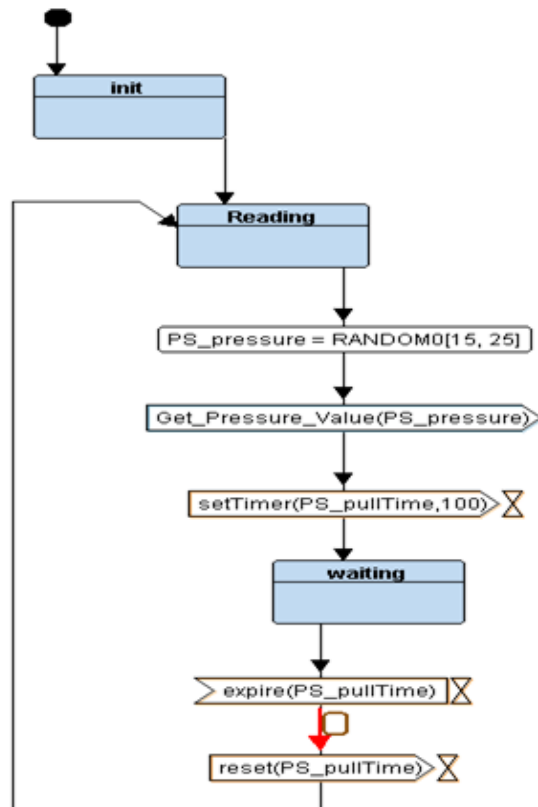 init
Reading
PS_pressure = RANDOM0[15, 25]
Get_Pressure_Value(PS_pressure)
setTimer(PS_pullTime,100)
waiting
expire(PS_pullTime)
reset(PS_pullTime)